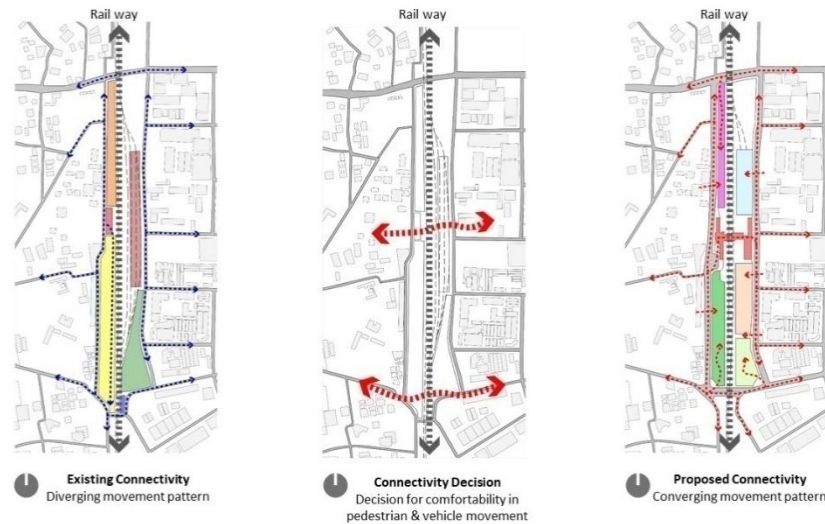 Rail way
Rail way
Rail way
Existing Connectivity
Diverging movement pattern
Connectivity Decision
Decision for comfortability in
pedestrian & vehicle movement
Proposed Connectivity
Converging movement pattern